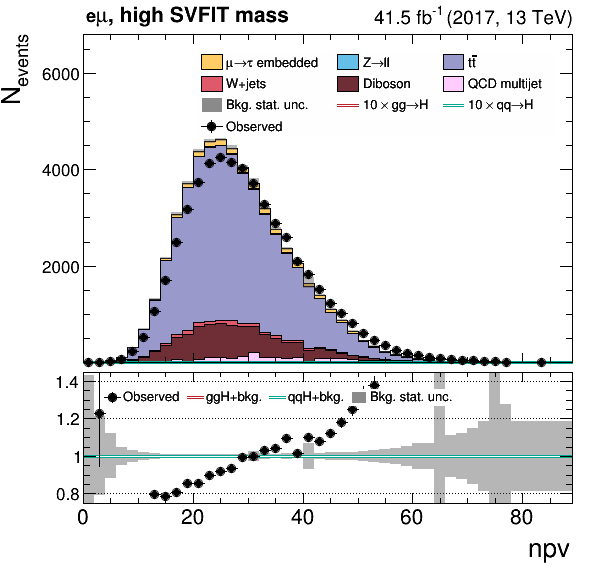 eμ, high SVFIT mass 41.5 fb⁻¹ (2017, 13 TeV)
N_events
6000
4000
2000
μ→τ embedded Z→ll tt̄
W+jets Diboson QCD multijet
Bkg. stat. unc. 10 × gg→H 10 × qq→H
Observed
1.4
1.2
1
0.8
Observed ggH+bkg. qqH+bkg. Bkg. stat. unc.
0 20 40 60 80
npv